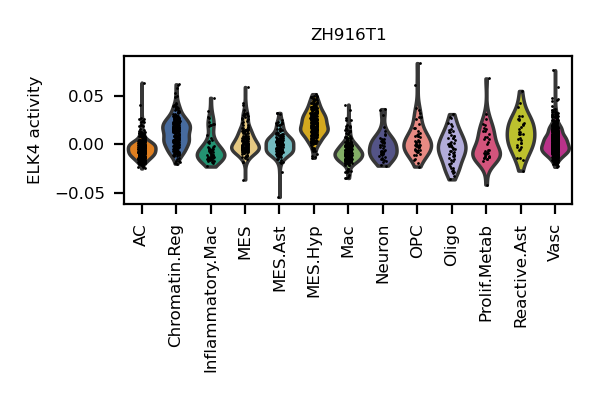 ZH916T1
ELK4 activity
0.05
0.00
−0.05
AC
Chromatin.Reg
Inflammatory.Mac
MES
MES.Ast
MES.Hyp
Mac
Neuron
OPC
Oligo
Prolif.Metab
Reactive.Ast
Vasc